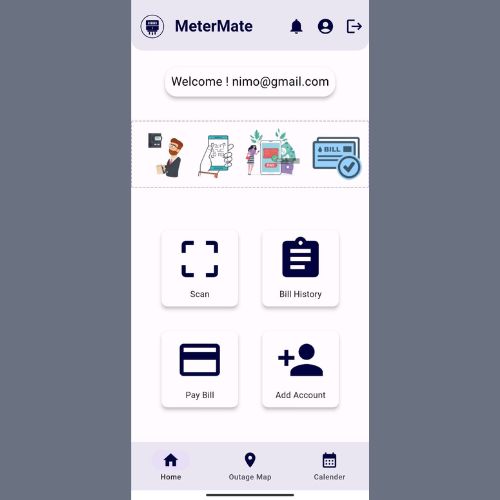 MeterMate
Welcome ! nimo@gmail.com
BILL
Scan
Bill History
Pay Bill
Add Account
Home
Outage Map
Calender